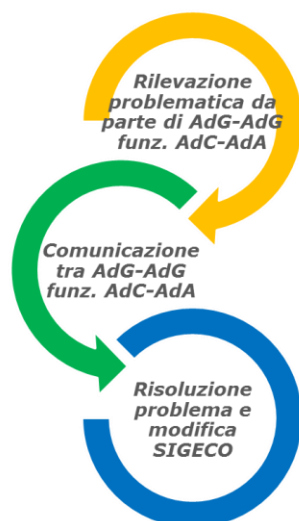 Rilevazione
problematica da
parte di AdG-AdG
funz. AdC-AdA
Comunicazione
tra AdG-AdG
funz. AdC-AdA
Risoluzione
problema e
modifica
SIGECO